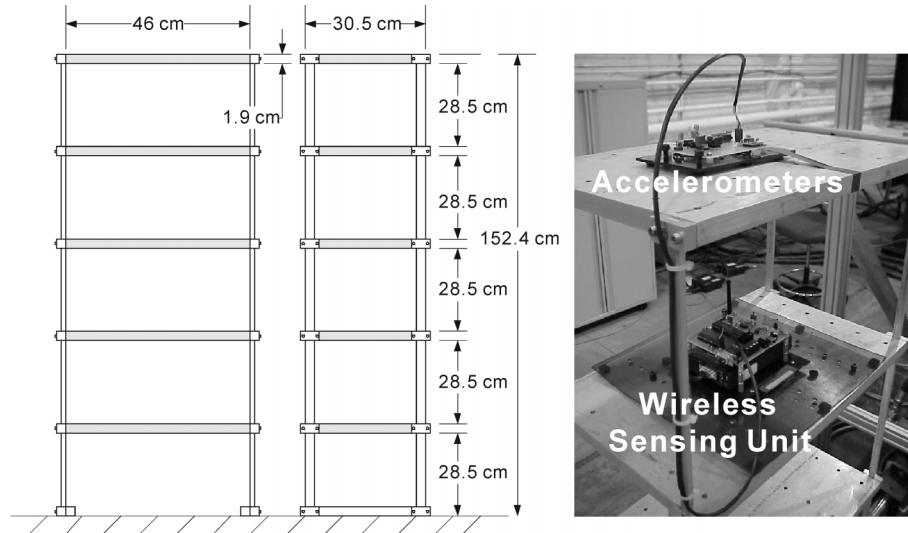 46 cm
30.5 cm
1.9 cm
28.5 cm
28.5 cm
152.4 cm
28.5 cm
28.5 cm
28.5 cm
Accelerometers
Wireless
Sensing Unit